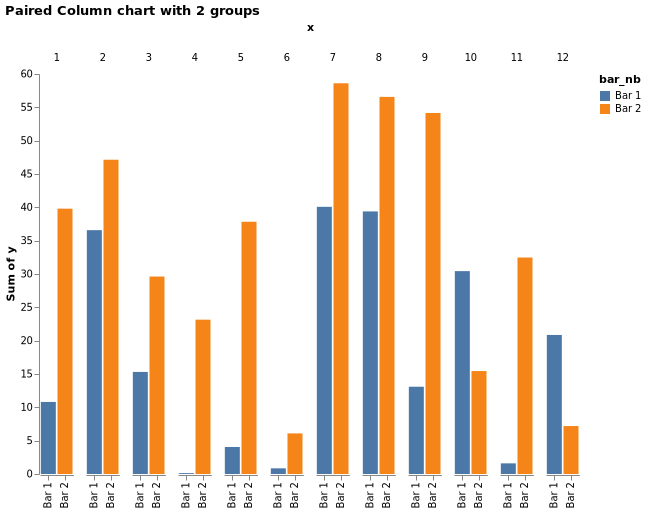 Paired Column chart with 2 groups
x
1 2 3 4 5 6 7 8 9 10 11 12
bar_nb
Bar 1
Bar 2
Sum of y
60
55
50
45
40
35
30
25
20
15
10
5
0
Bar 1 Bar 2 Bar 1 Bar 2 Bar 1 Bar 2 Bar 1 Bar 2 Bar 1 Bar 2 Bar 1 Bar 2 Bar 1 Bar 2 Bar 1 Bar 2 Bar 1 Bar 2 Bar 1 Bar 2 Bar 1 Bar 2 Bar 1 Bar 2